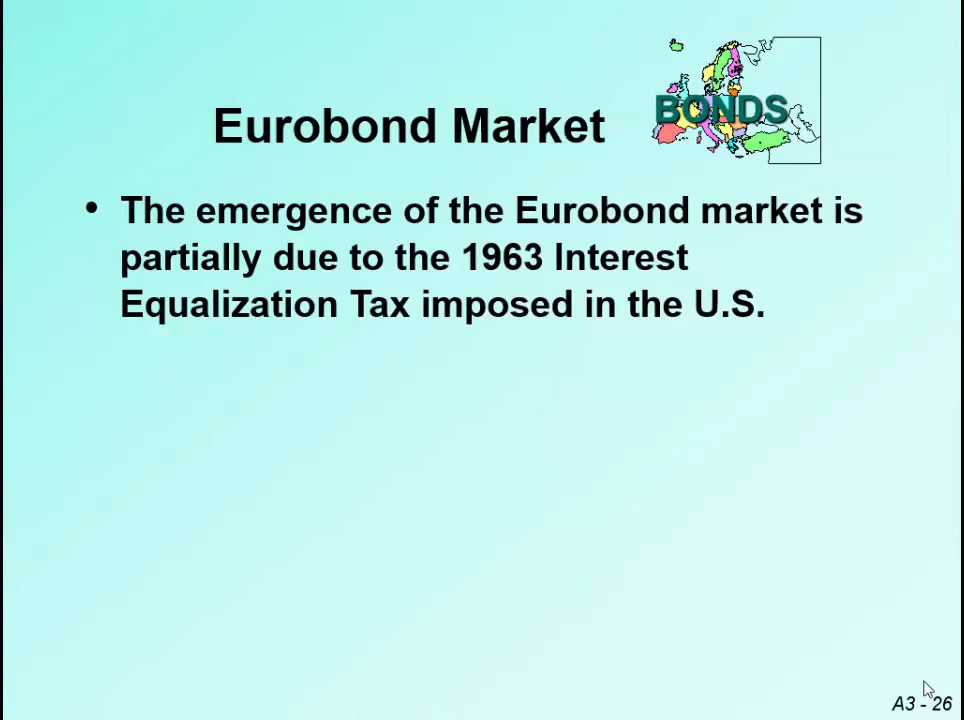 BONDS
Eurobond Market
• The emergence of the Eurobond market is
partially due to the 1963 Interest
Equalization Tax imposed in the U.S.
A3 - 26